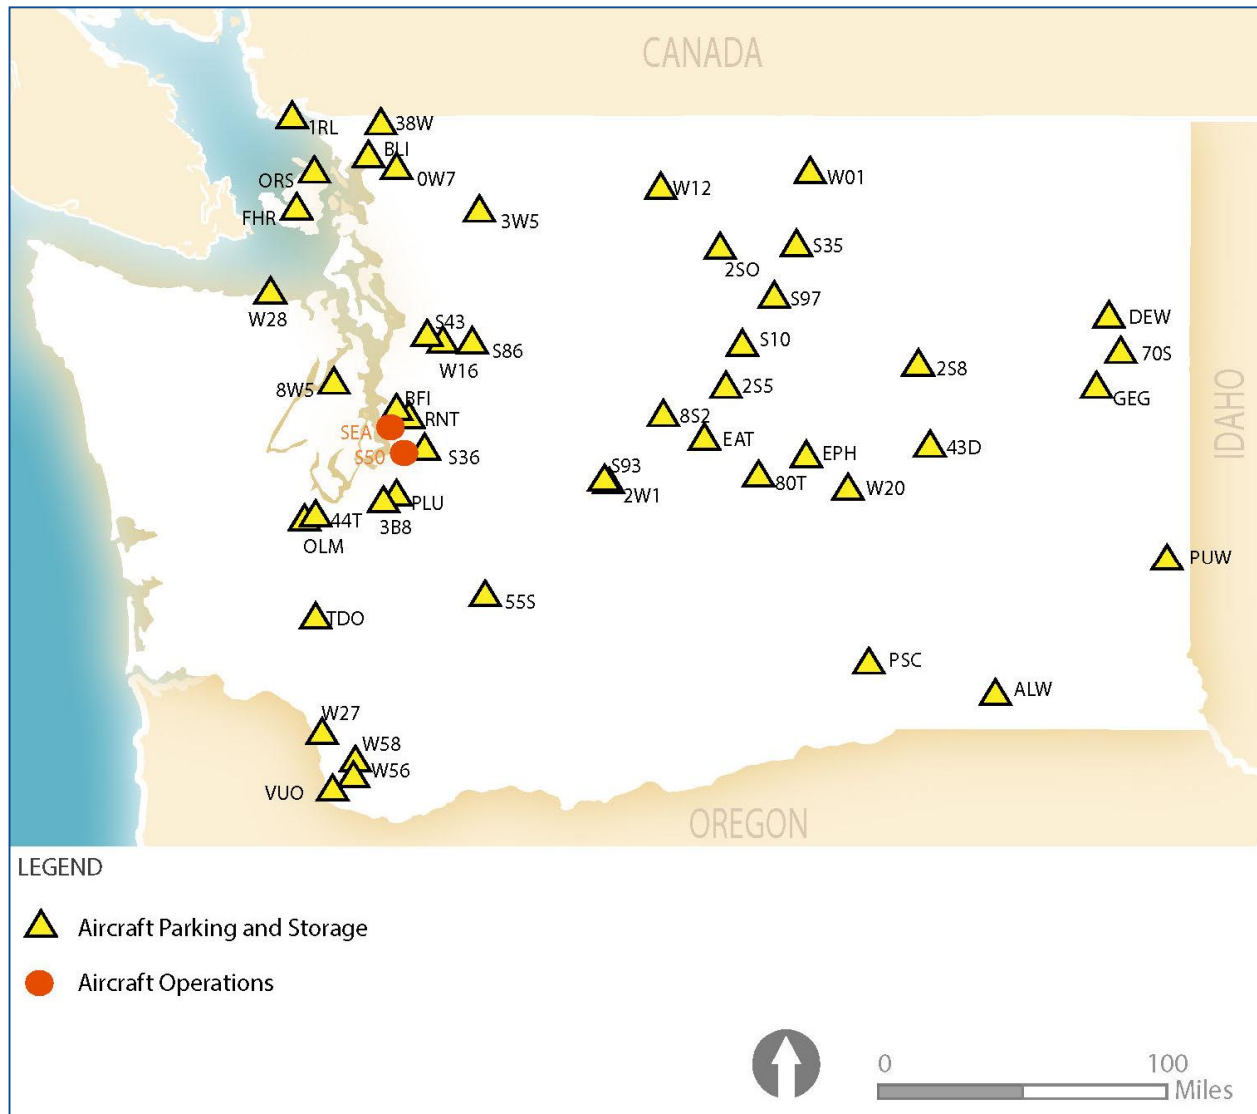 CANADA
1RL
38W
BLI
ORS
0W7
W12
W01
FHR
3W5
S35
2SO
S97
W28
S43
DEW
S10
W16
S86
70S
2S8
8W5
2S5
BFI
GEG
IDAHO
8S2
RNT
SEA
EAT
S50
S36
EPH
43D
S93
80T
2W1
W20
PLU
3B8
44T
OLM
PUW
55S
TDO
PSC
ALW
W27
W58
W56
VUO
OREGON
LEGEND
Aircraft Parking and Storage
Aircraft Operations
0 100
Miles